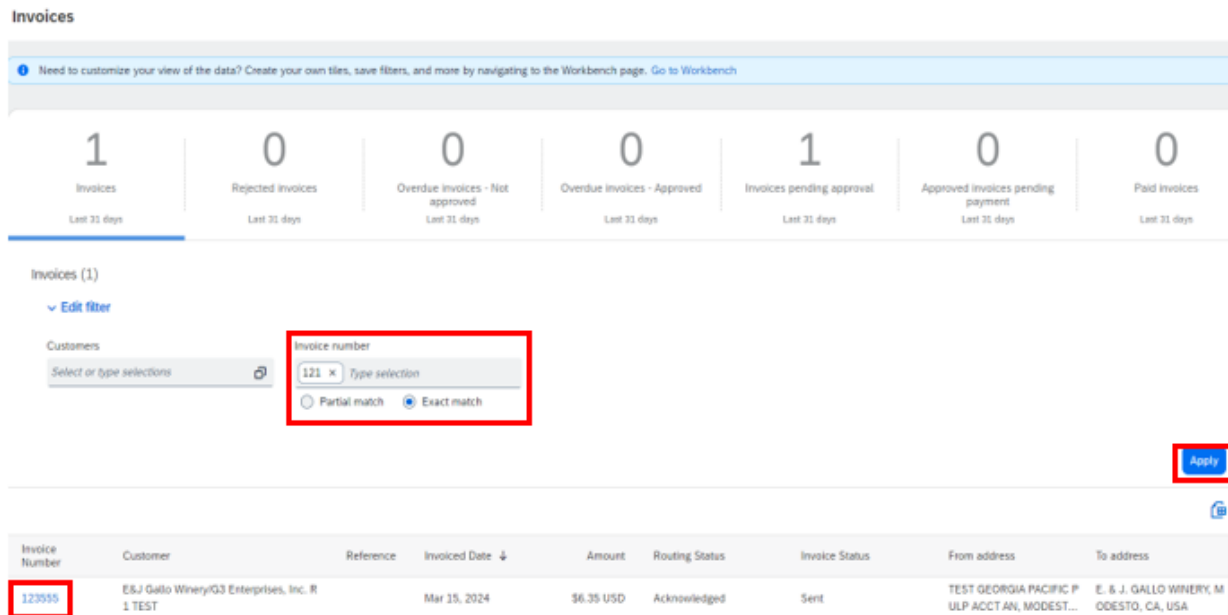 Invoices
Need to customize your view of the data? Create your own tiles, save filters, and more by navigating to the Workbench page. Go to Workbench
1 0 0 0 1 0 0
Invoices Rejected invoices Overdue invoices - Not Overdue invoices - Approved Invoices pending approval Approved invoices pending Paid invoices
approved payment
Last 31 days Last 31 days Last 31 days Last 31 days Last 31 days Last 31 days Last 31 days
Invoices (1)
Edit filter
Customers Invoice number
Select or type selections 121 × Type selection
Partial match Exact match
Apply
Invoice Number Customer Reference Invoiced Date ↓ Amount Routing Status Invoice Status From address To address
123555 E&J Gallo Winery/G3 Enterprises, Inc. R Mar 15, 2024 $6.35 USD Acknowledged Sent TEST GEORGIA PACIFIC P E. & J. GALLO WINERY, M
1 TEST ULP ACCT AN, MODEST... ODESTO, CA, USA